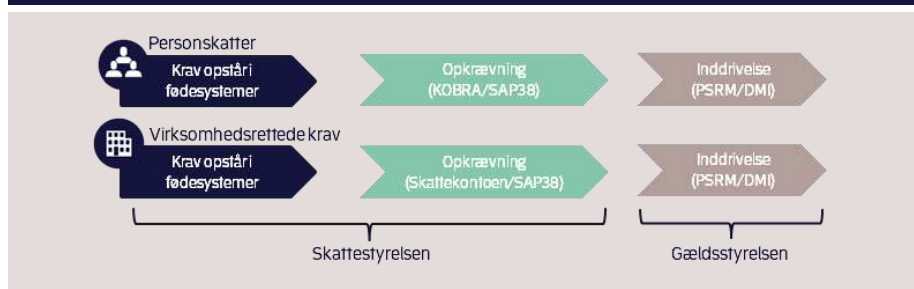 Personskatter
Krav opstår i
fødesystemer
Opkrævning
(KOBRA/SAP38)
Inddrivelse
(PSRM/DMI)
Virksomhedsrettede krav
Krav opstår i
fødesystemer
Opkrævning
(Skattekontoen/SAP38)
Inddrivelse
(PSRM/DMI)
Skattestyrelsen
Gældsstyrelsen